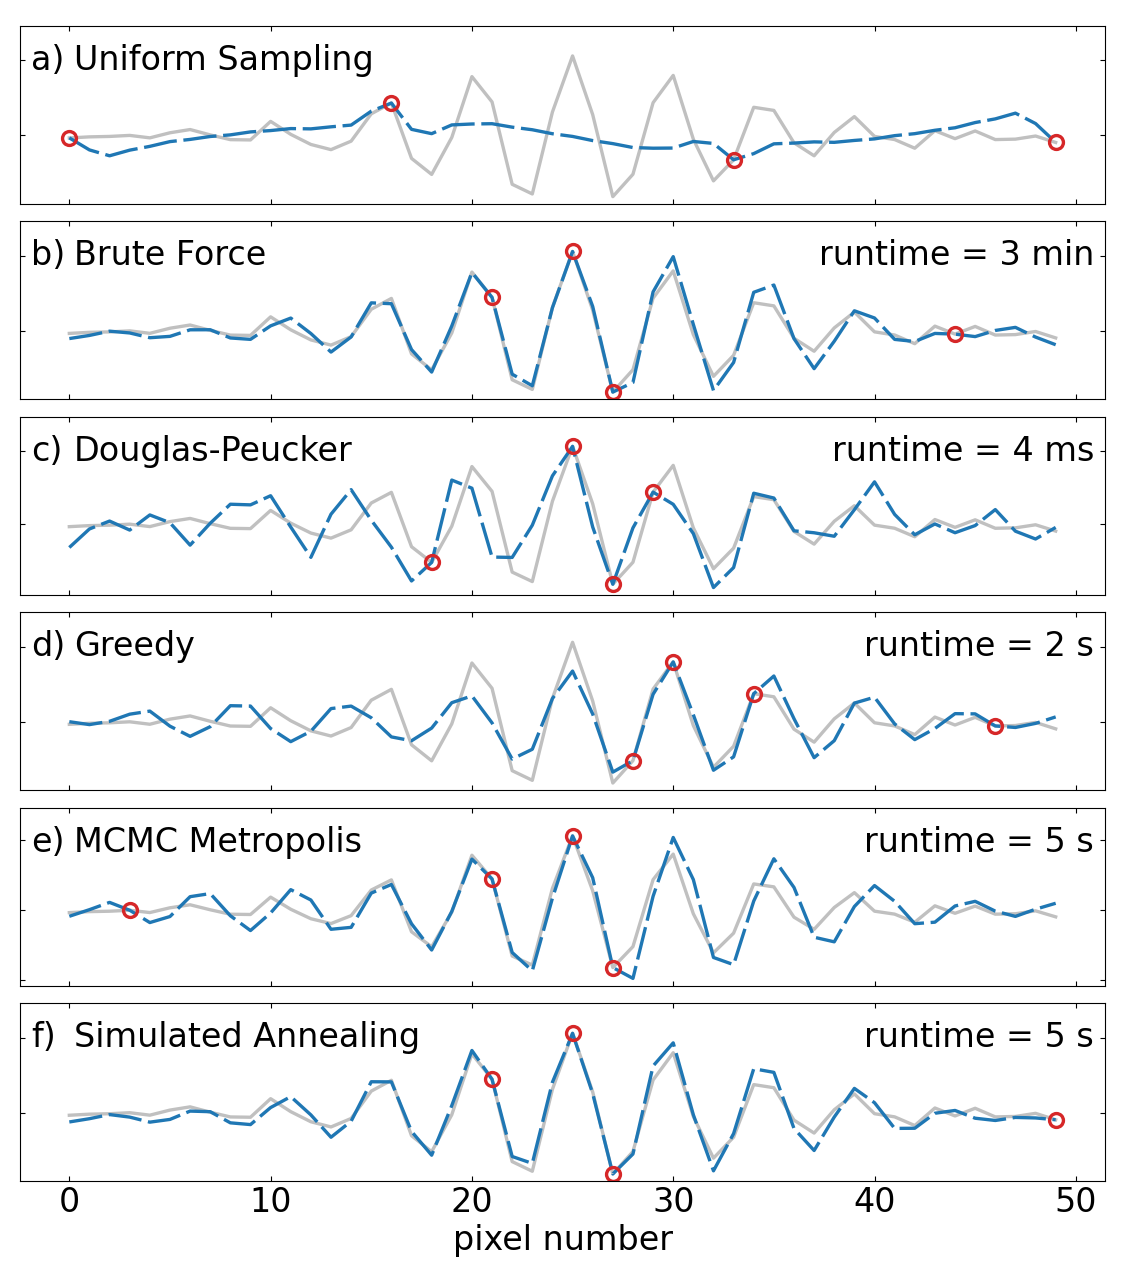 a) Uniform Sampling
b) Brute Force
runtime = 3 min
c) Douglas-Peucker
runtime = 4 ms
d) Greedy
runtime = 2 s
e) MCMC Metropolis
runtime = 5 s
f) Simulated Annealing
runtime = 5 s
0 10 20 30 40 50
pixel number